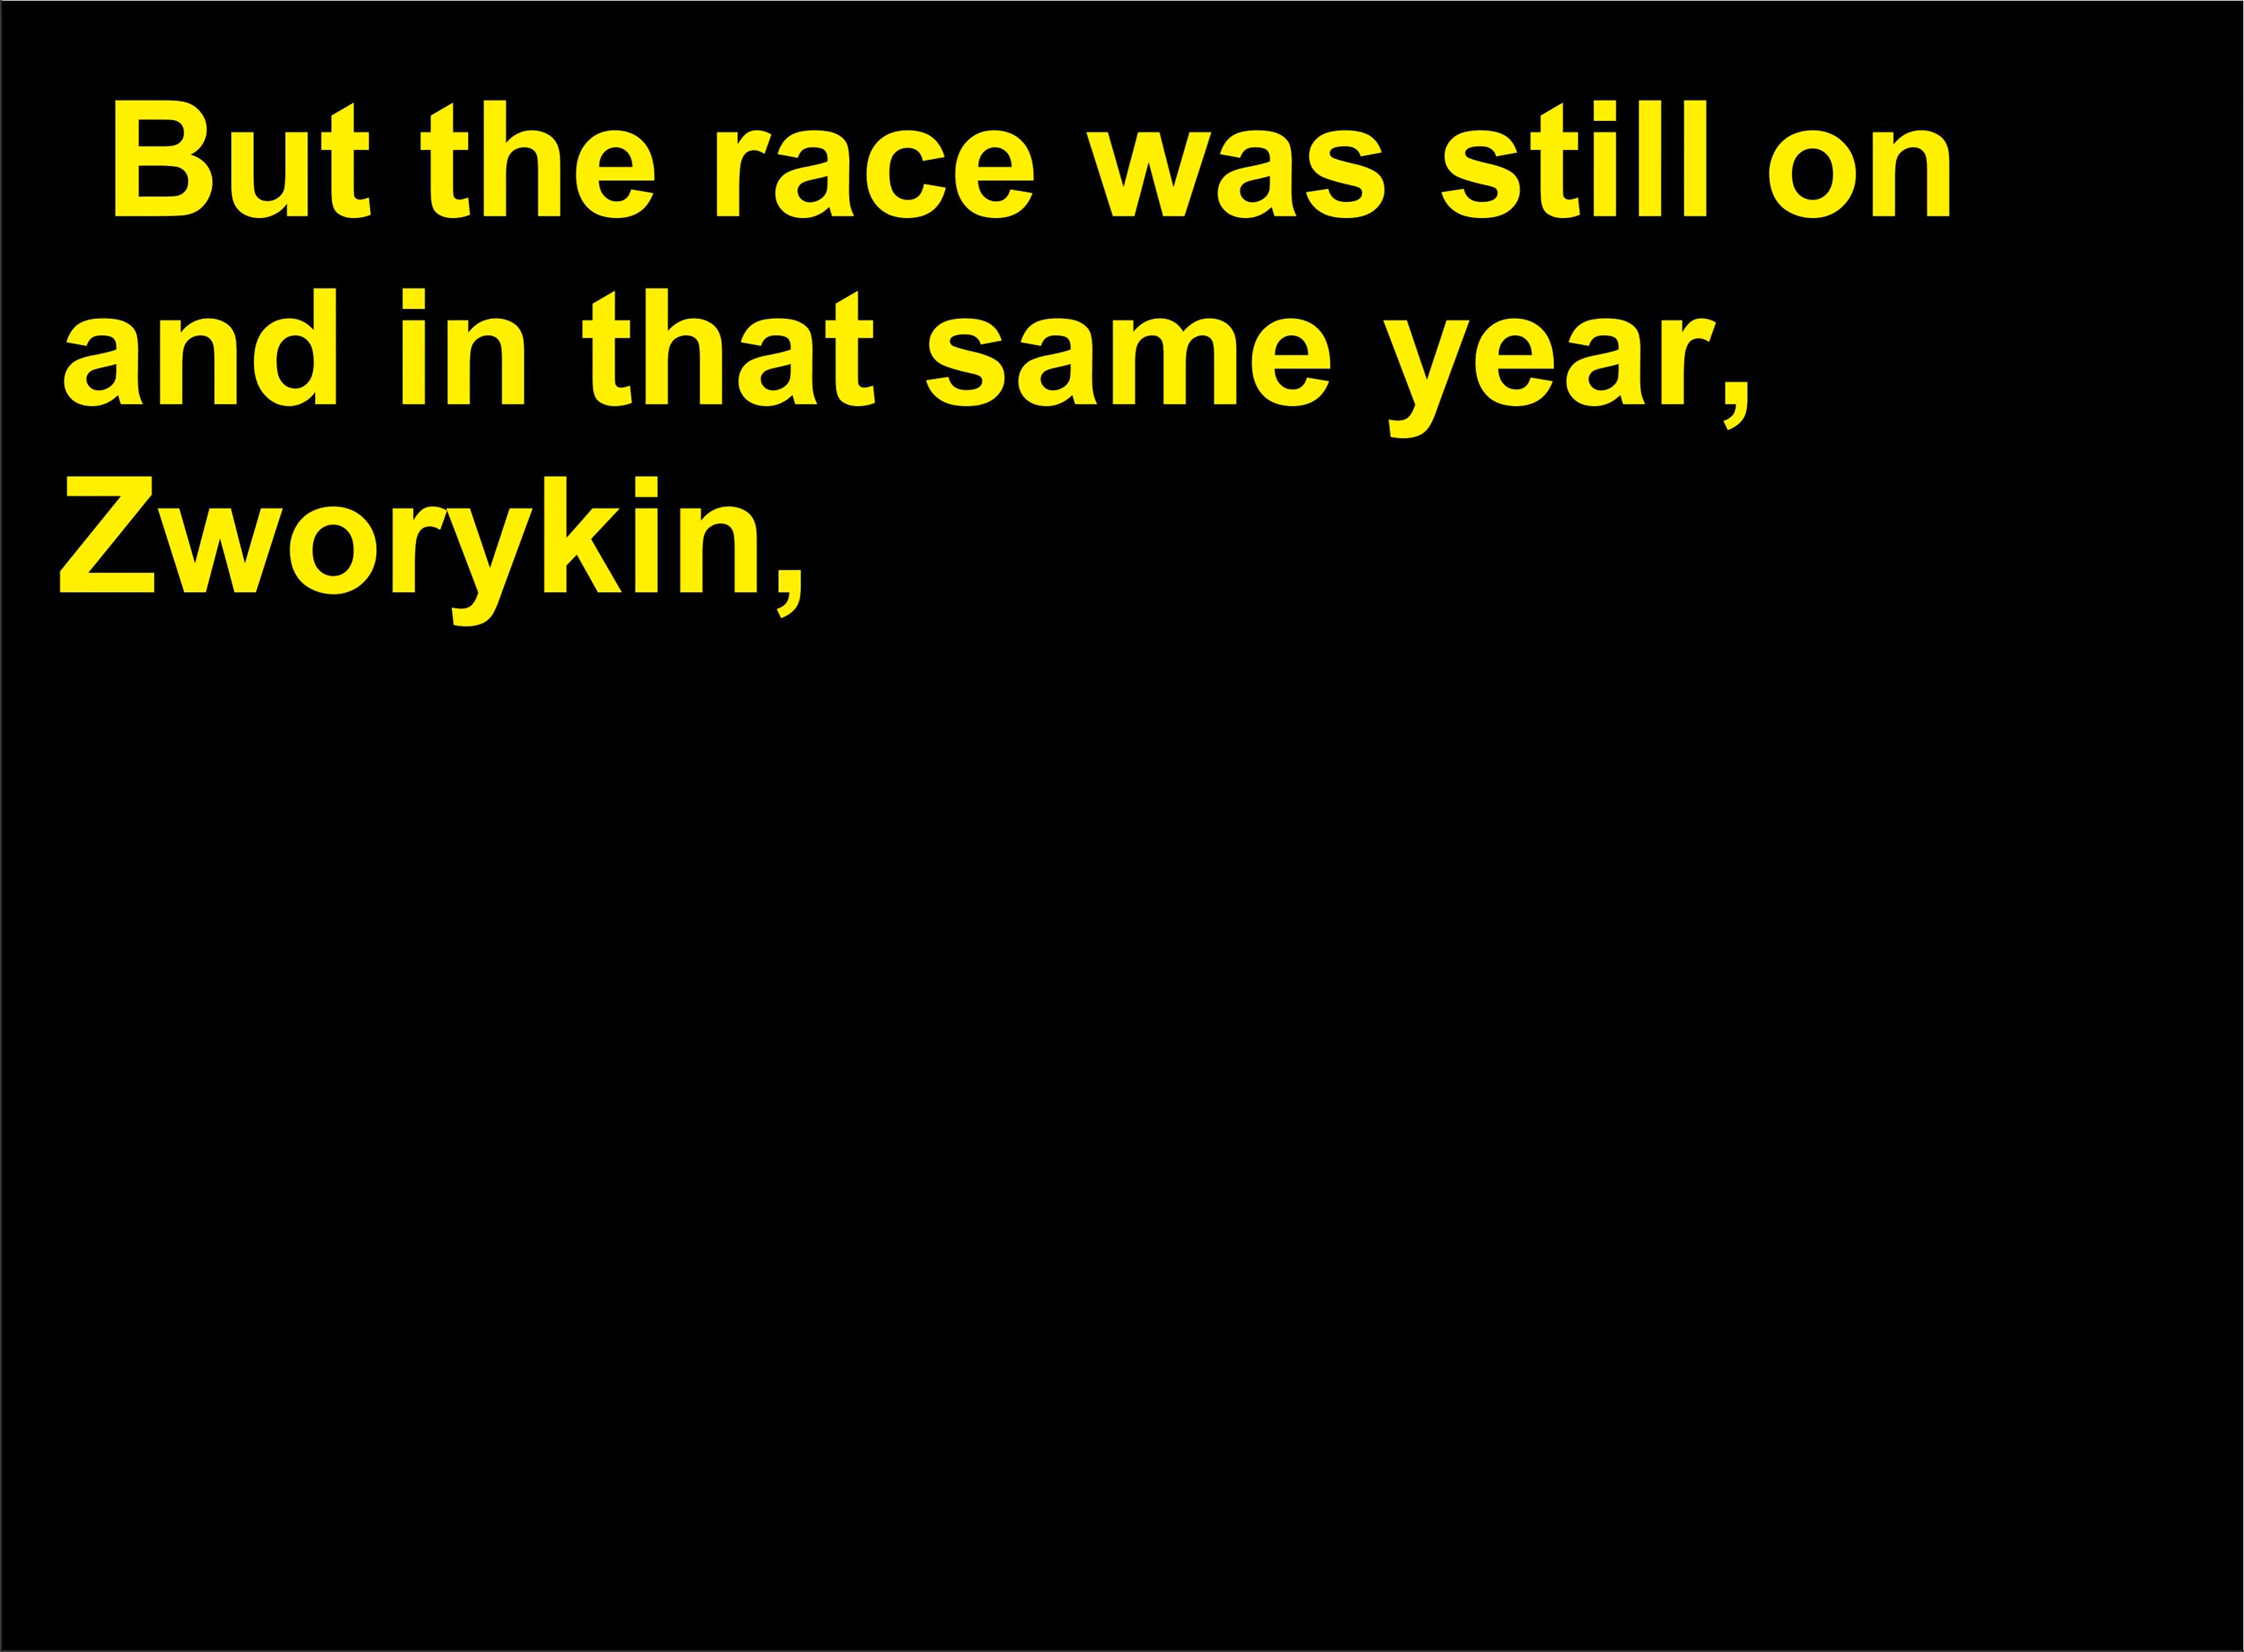 But the race was still on
and in that same year,
Zworykin,